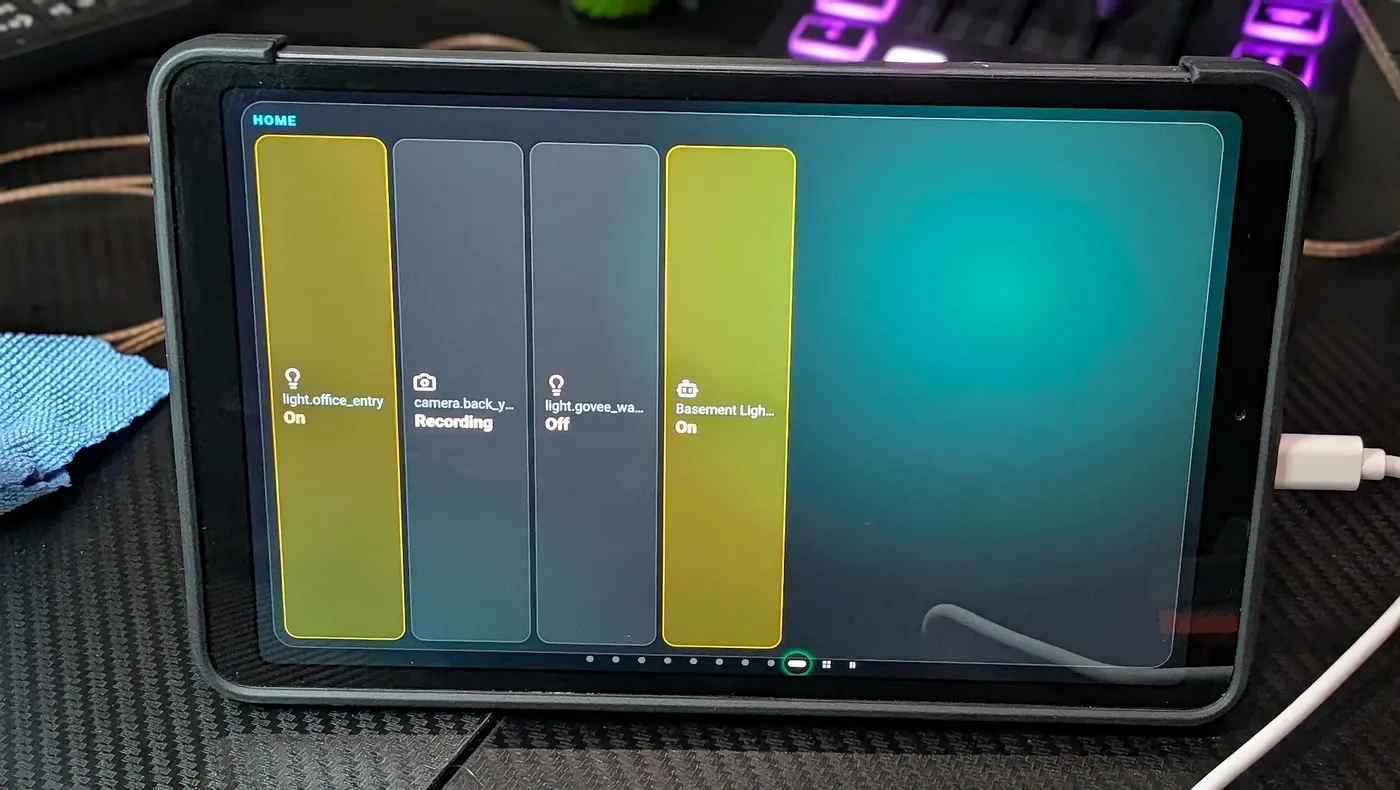 HOME
light.office_entry
On
camera.back_y...
Recording
light.govee_wa...
Off
Basement Ligh...
On